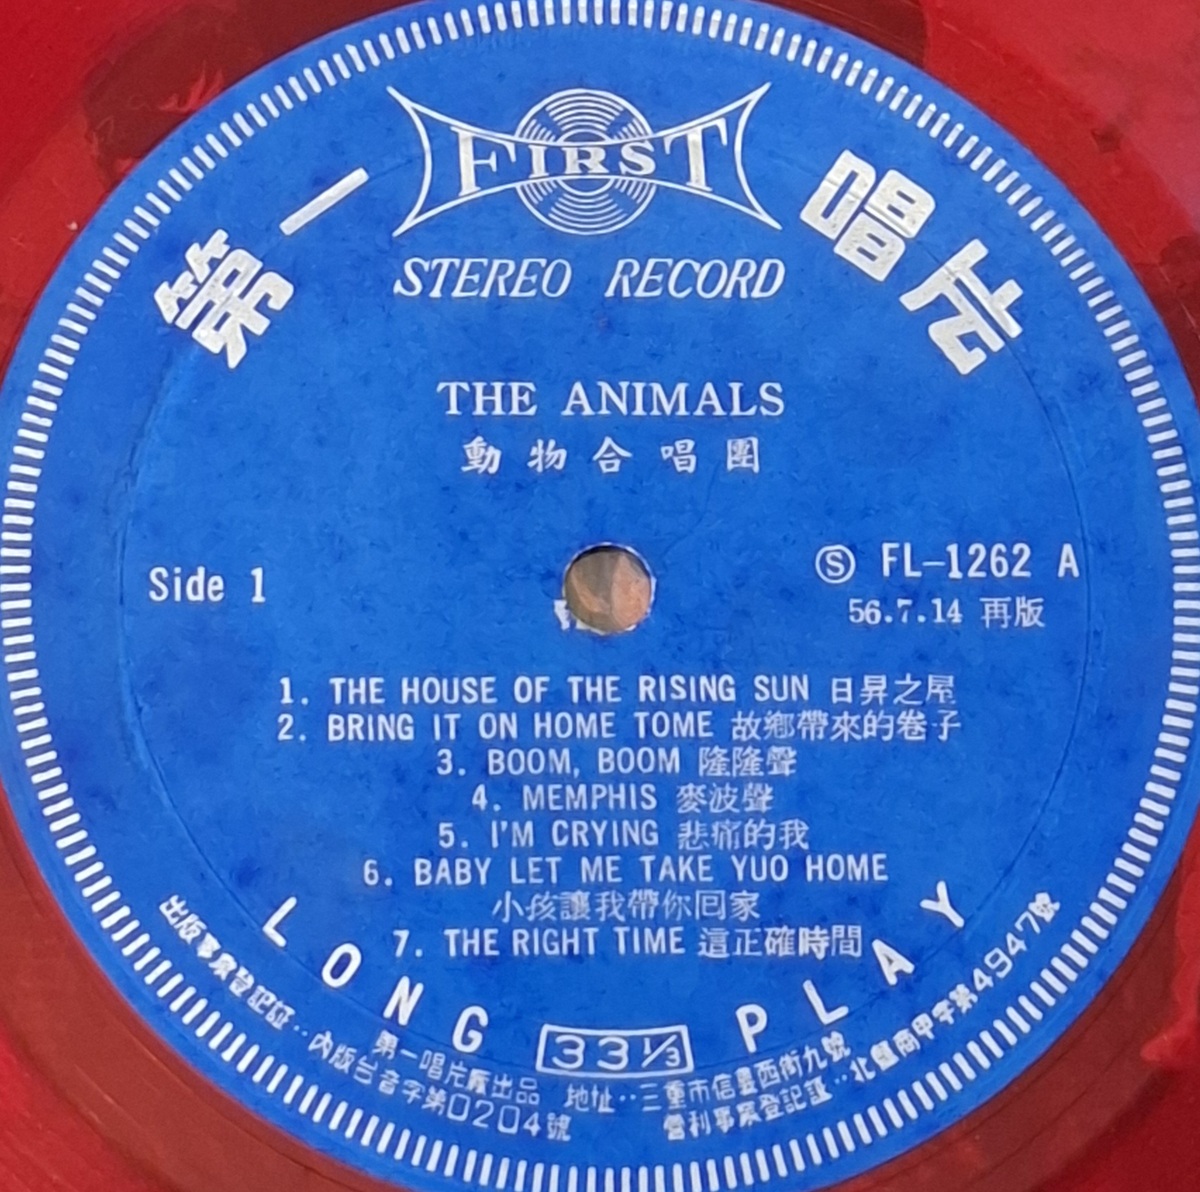 FIRST
第一唱片
STEREO RECORD
THE ANIMALS
動物合唱團
Side 1
Ⓢ FL-1262 A
56.7.14 再版
1. THE HOUSE OF THE RISING SUN 日昇之屋
2. BRING IT ON HOME TOME 故鄉帶來的卷子
3. BOOM, BOOM 隆隆聲
4. MEMPHIS 麥波聲
5. I'M CRYING 悲痛的我
6. BABY LET ME TAKE YUO HOME
小孩讓我帶你回家
7. THE RIGHT TIME 這正確時間
LONG PLAY
33⅓
第一唱片廠出品 地址：三重市信義西街九號
出版事業登記証：內版台音字第0204號
營利事業登記証：北縣商甲字第4947號